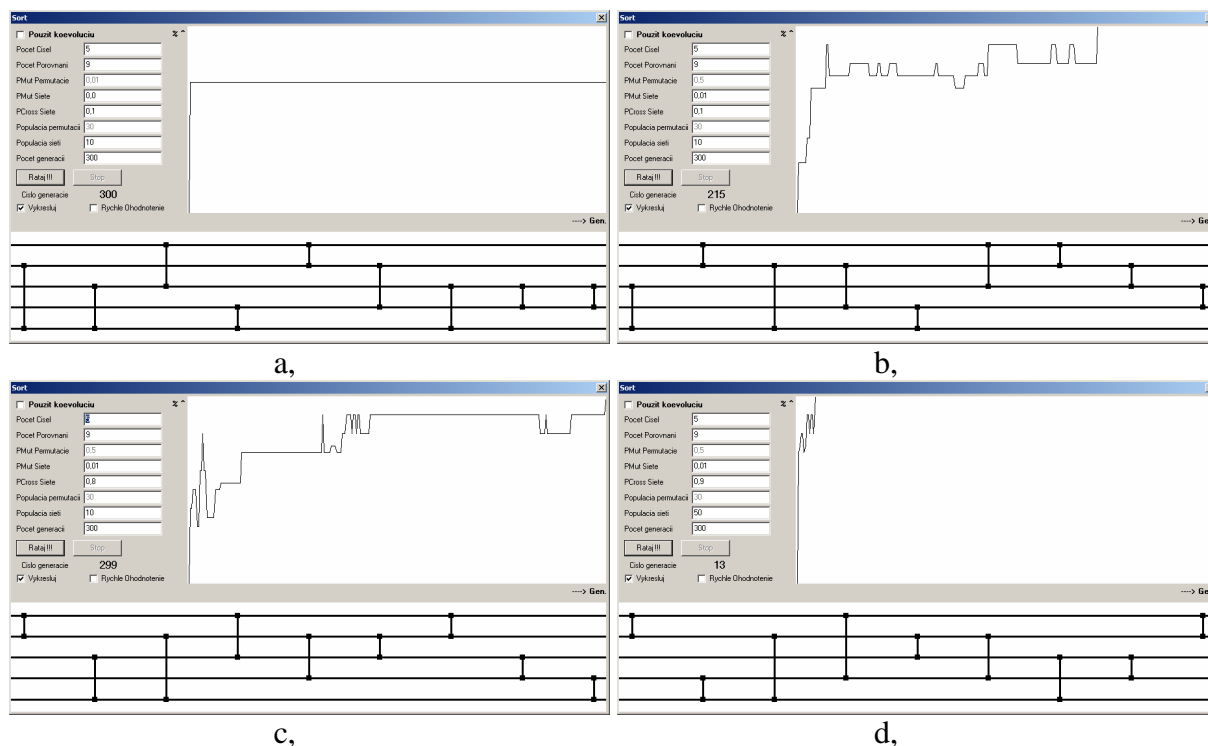 Sort
Pouzit koevoluciu
% ^
Pocet Cisel 5
Pocet Porovnani 9
PMut Permutacie 0,01
PMut Siete 0,0
PCross Siete 0,1
Populacia permutacii 30
Populacia sieti 10
Pocet generacii 300
Rataj !!! Stop
Cislo generacie 300
Vykresluj Rychle Ohodnotenie
----> Gen.
a,
Sort
Pouzit koevoluciu
% ^
Pocet Cisel 5
Pocet Porovnani 9
PMut Permutacie 0,5
PMut Siete 0,01
PCross Siete 0,1
Populacia permutacii 30
Populacia sieti 10
Pocet generacii 300
Rataj !!! Stop
Cislo generacie 215
Vykresluj Rychle Ohodnotenie
----> Ge
b,
Sort
Pouzit koevoluciu
% ^
Pocet Cisel 5
Pocet Porovnani 9
PMut Permutacie 0,5
PMut Siete 0,01
PCross Siete 0,8
Populacia permutacii 30
Populacia sieti 10
Pocet generacii 300
Rataj !!! Stop
Cislo generacie 299
Vykresluj Rychle Ohodnotenie
----> Gen.
c,
Sort
Pouzit koevoluciu
% ^
Pocet Cisel 5
Pocet Porovnani 9
PMut Permutacie 0,5
PMut Siete 0,01
PCross Siete 0,9
Populacia permutacii 30
Populacia sieti 50
Pocet generacii 300
Rataj !!! Stop
Cislo generacie 13
Vykresluj Rychle Ohodnotenie
----> Ge
d,